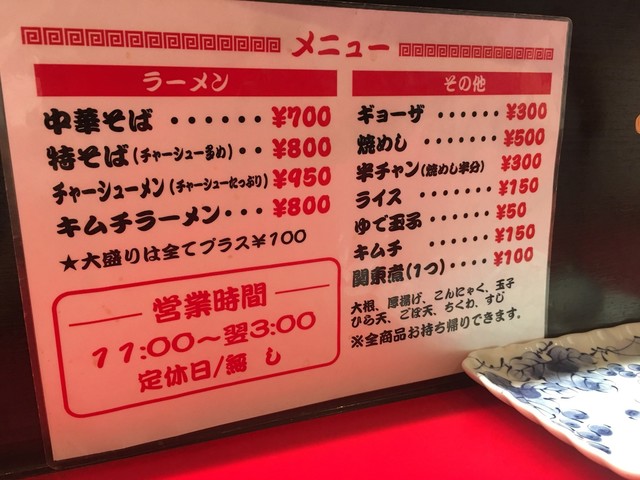 メニュー
ラーメン
中華そば ・・・・・・ ¥700
特そば(チャーシュー多め)・・ ¥800
チャーシューメン(チャーシューたっぷり) ¥950
キムチラーメン・・・ ¥800
★大盛りは全てプラス¥100
営業時間
11:00〜翌3:00
定休日/無 し
その他
ギョーザ ・・・・・・ ¥300
焼めし ・・・・・・ ¥500
半チャン(焼めし半分) ¥300
ライス ・・・・・・ ¥150
ゆで玉子 ・・・・・ ¥50
キムチ ・・・・・ ¥150
関東煮(1つ)・・・・ ¥100
大根、厚揚げ、こんにゃく、玉子
ひら天、ごぼ天、ちくわ、すじ
※全商品お持ち帰りできます。